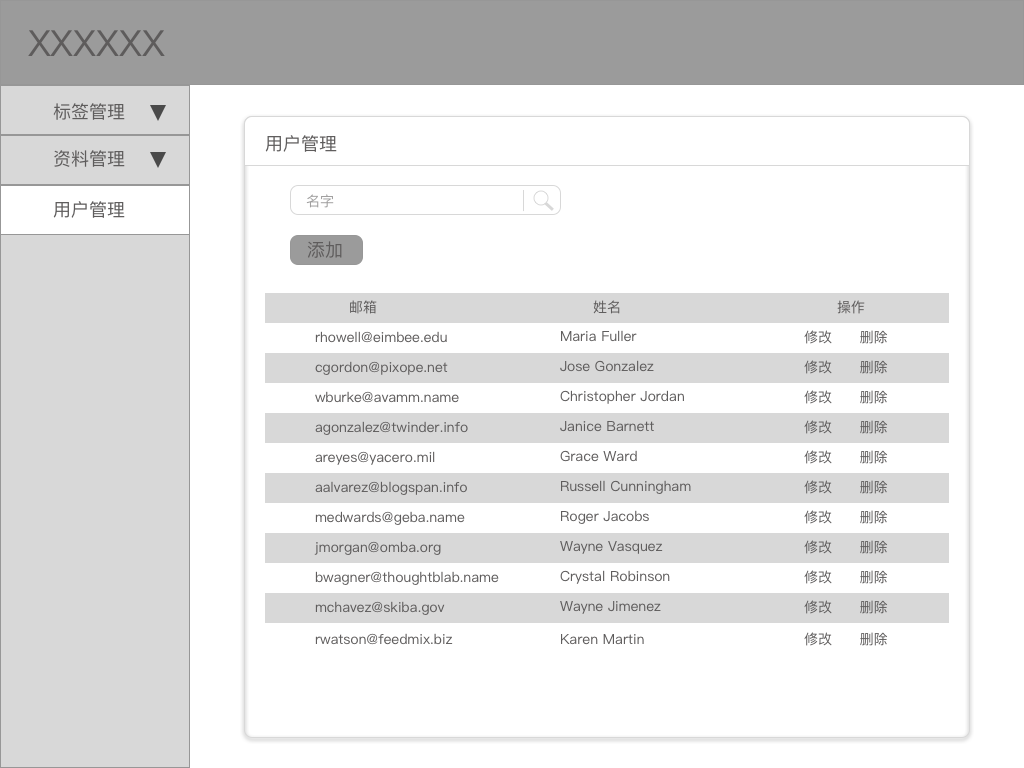 XXXXXX
标签管理 ▼
资料管理 ▼
用户管理
用户管理
名字
添加
邮箱 姓名 操作
rhowell@eimbee.edu Maria Fuller 修改 删除
cgordon@pixope.net Jose Gonzalez 修改 删除
wburke@avamm.name Christopher Jordan 修改 删除
agonzalez@twinder.info Janice Barnett 修改 删除
areyes@yacero.mil Grace Ward 修改 删除
aalvarez@blogspan.info Russell Cunningham 修改 删除
medwards@geba.name Roger Jacobs 修改 删除
jmorgan@omba.org Wayne Vasquez 修改 删除
bwagner@thoughtblab.name Crystal Robinson 修改 删除
mchavez@skiba.gov Wayne Jimenez 修改 删除
rwatson@feedmix.biz Karen Martin 修改 删除